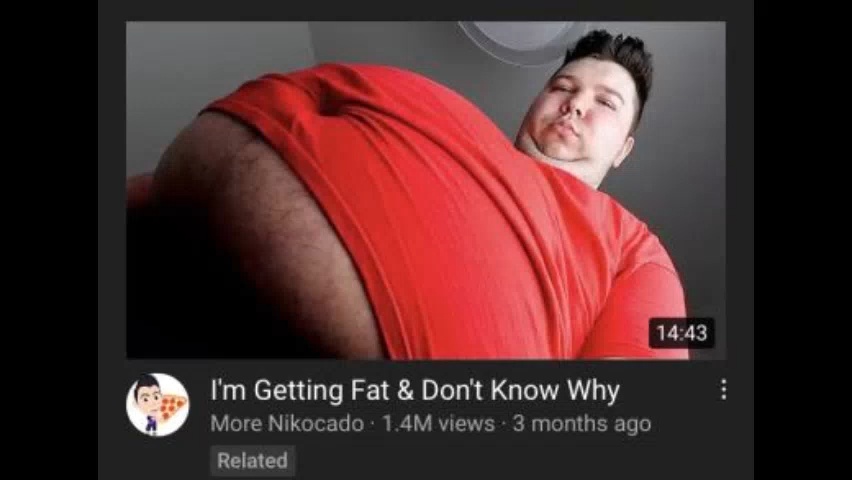 14:43
I'm Getting Fat & Don't Know Why
More Nikocado · 1.4M views · 3 months ago
Related